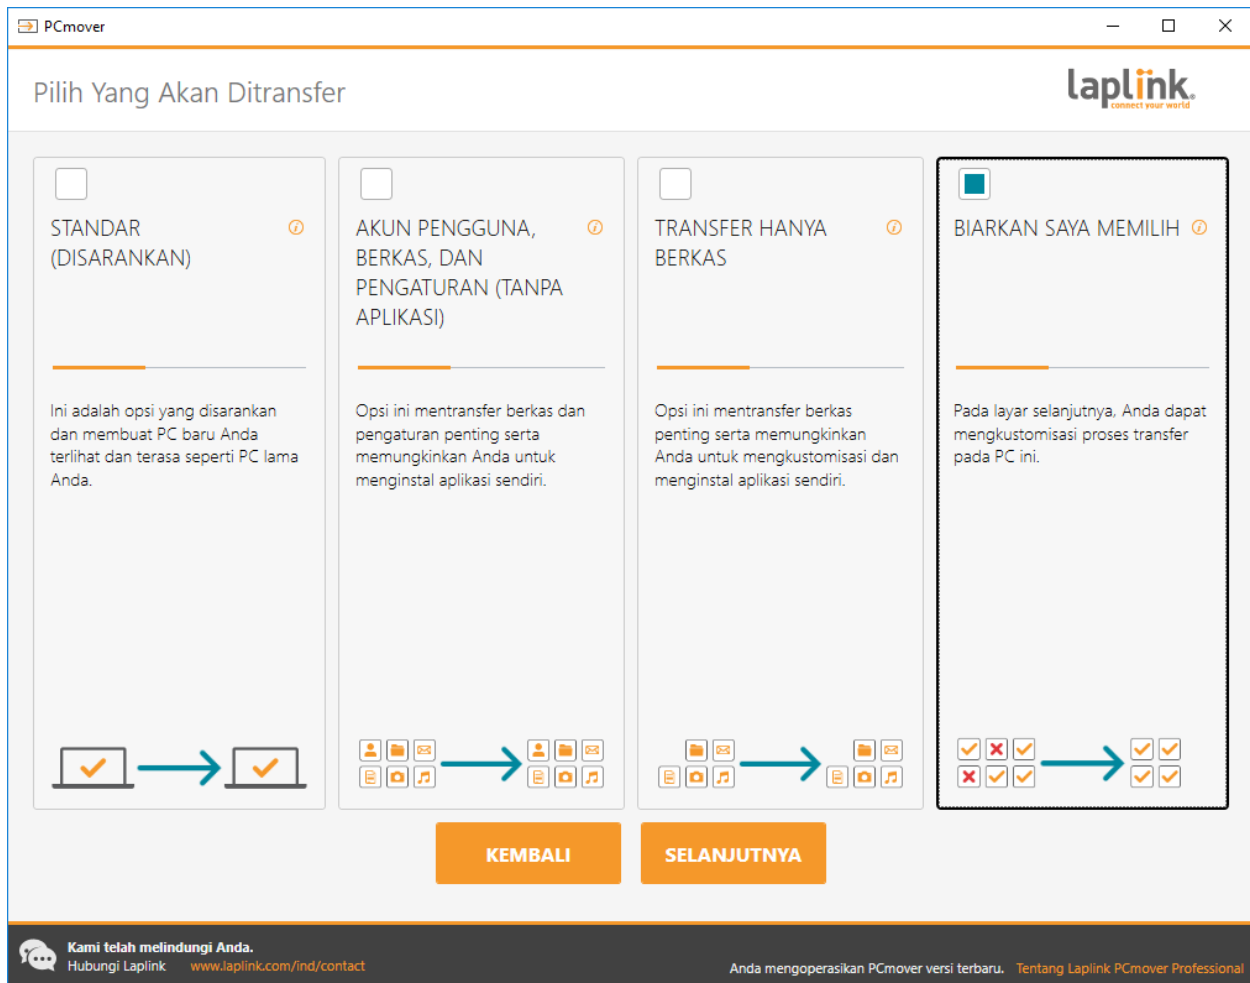 PCmover
Pilih Yang Akan Ditransfer
laplink.
connect your world
STANDAR
(DISARANKAN)
Ini adalah opsi yang disarankan
dan membuat PC baru Anda
terlihat dan terasa seperti PC lama
Anda.
AKUN PENGGUNA,
BERKAS, DAN
PENGATURAN (TANPA
APLIKASI)
Opsi ini mentransfer berkas dan
pengaturan penting serta
memungkinkan Anda untuk
menginstal aplikasi sendiri.
TRANSFER HANYA
BERKAS
Opsi ini mentransfer berkas
penting serta memungkinkan
Anda untuk mengkustomisasi dan
menginstal aplikasi sendiri.
BIARKAN SAYA MEMILIH
Pada layar selanjutnya, Anda dapat
mengkustomisasi proses transfer
pada PC ini.
KEMBALI
SELANJUTNYA
Kami telah melindungi Anda.
Hubungi Laplink www.laplink.com/ind/contact
Anda mengoperasikan PCmover versi terbaru. Tentang Laplink PCmover Professional